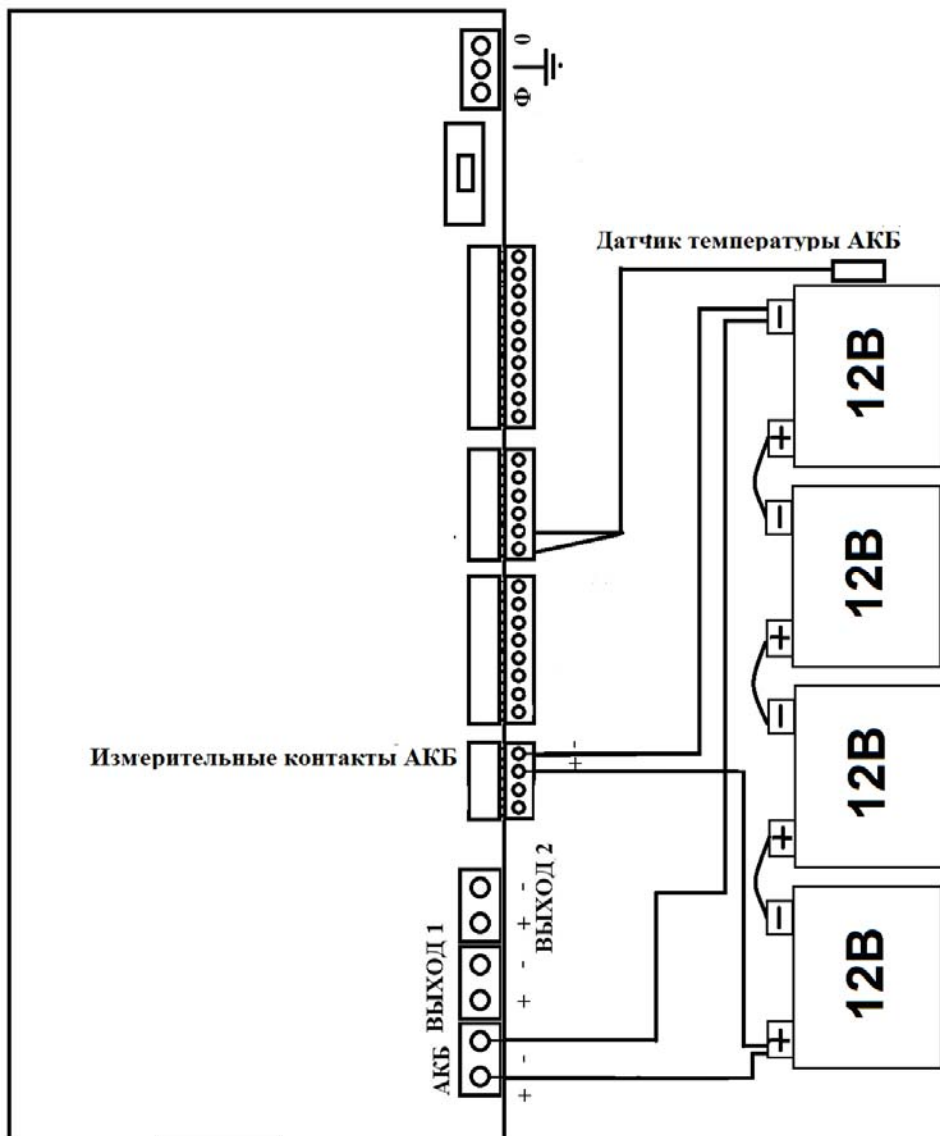 0
Ф
Датчик температуры АКБ
−
12В
+
−
12В
+
−
12В
+
−
12В
+
Измерительные контакты АКБ
-
+
-
+
ВЫХОД 2
ВЫХОД 1
-
+
АКБ
-
+